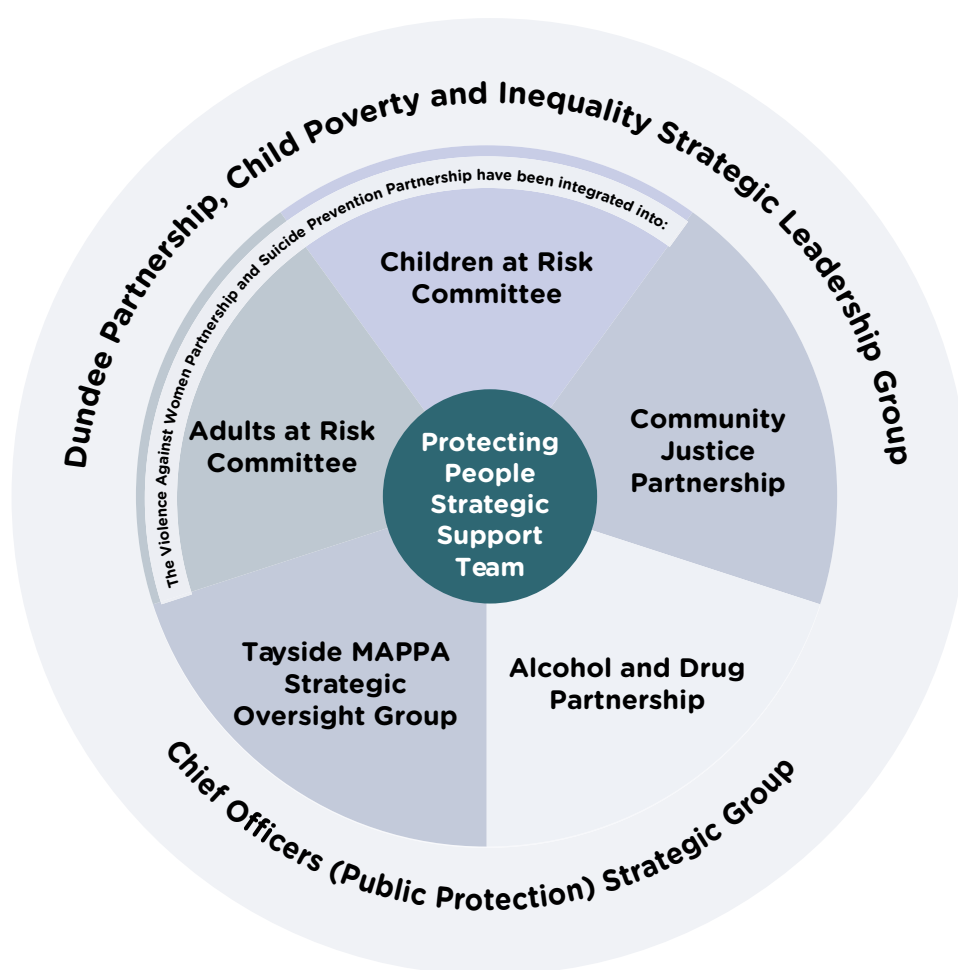 Dundee Partnership, Child Poverty and Inequality Strategic Leadership Group
The Violence Against Women Partnership and Suicide Prevention Partnership have been integrated into:
Children at Risk
Committee
Adults at Risk
Committee
Community
Justice
Partnership
Protecting
People
Strategic
Support
Team
Tayside MAPPA
Strategic
Oversight Group
Alcohol and Drug
Partnership
Chief Officers (Public Protection) Strategic Group